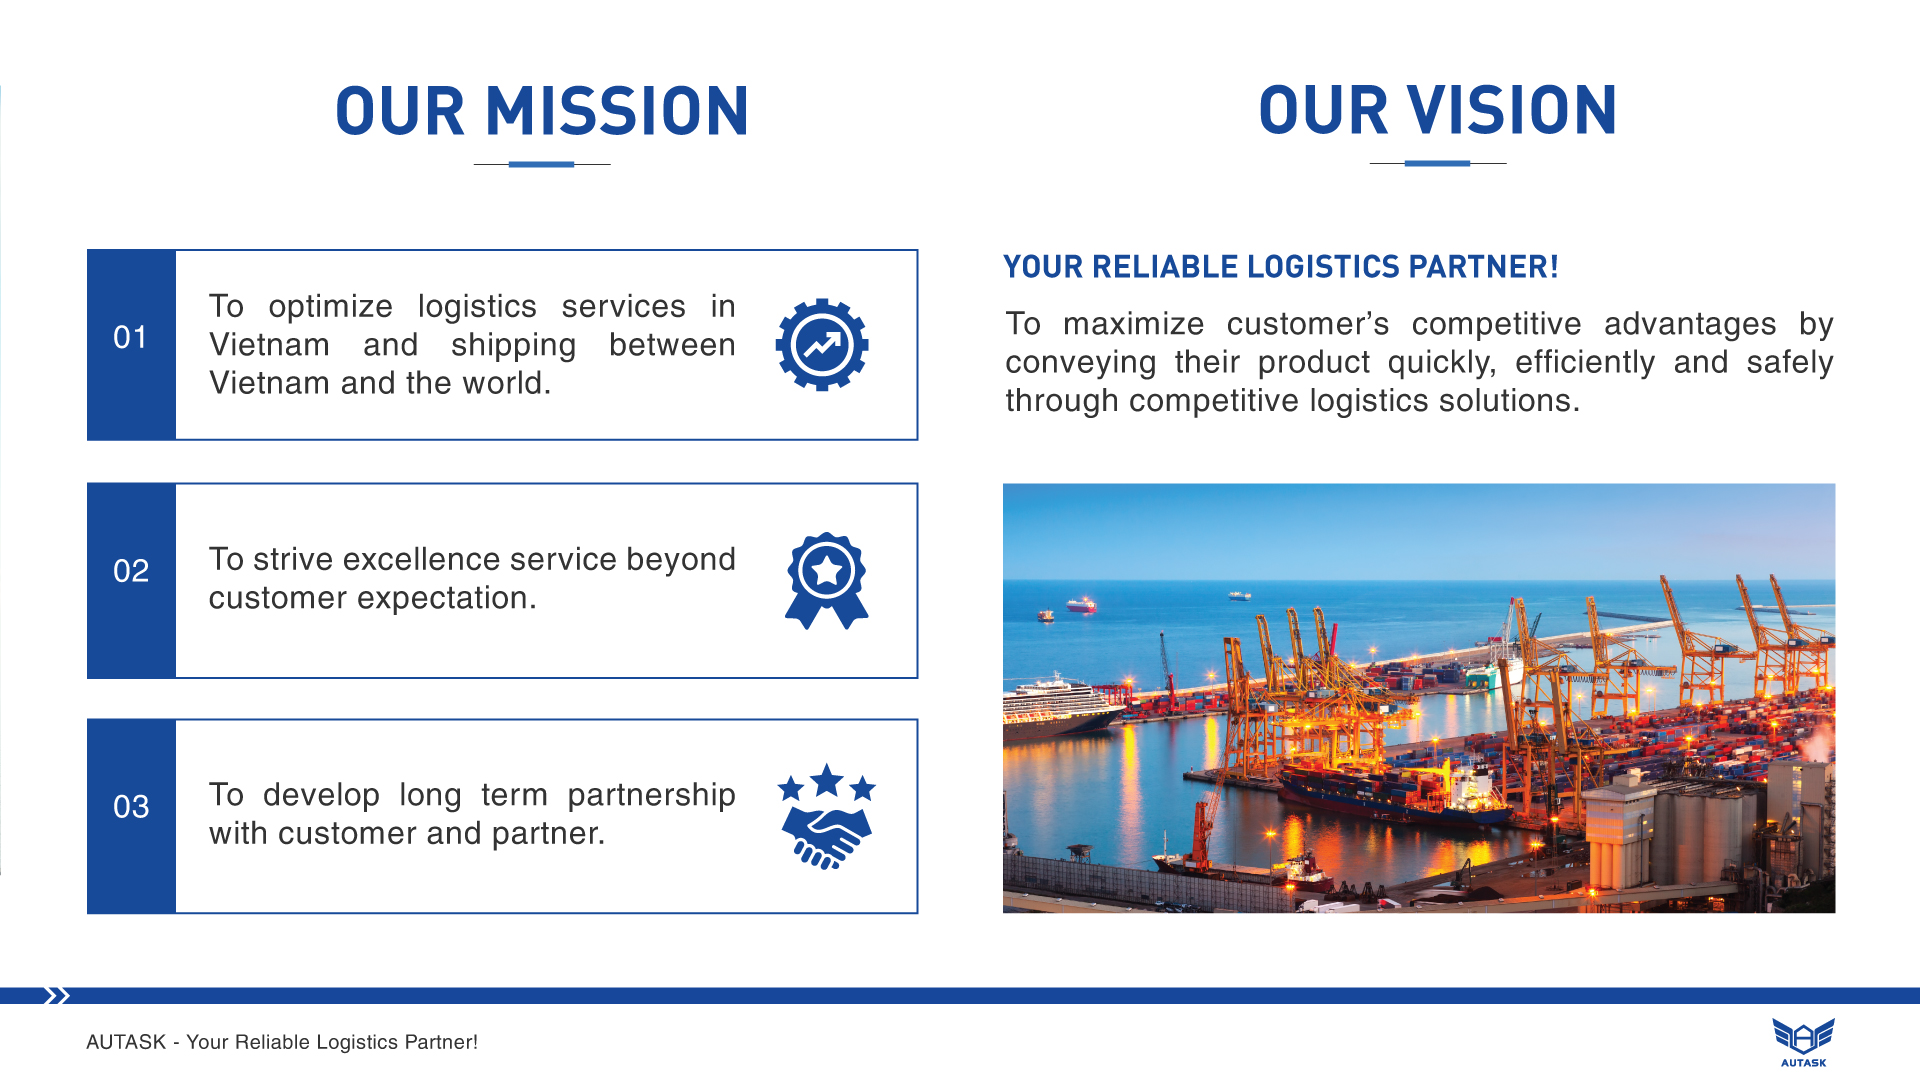 OUR MISSION
01
To optimize logistics services in
Vietnam and shipping between
Vietnam and the world.
02
To strive excellence service beyond
customer expectation.
03
To develop long term partnership
with customer and partner.
OUR VISION
YOUR RELIABLE LOGISTICS PARTNER!
To maximize customer’s competitive advantages by
conveying their product quickly, efficiently and safely
through competitive logistics solutions.
AUTASK - Your Reliable Logistics Partner!
AUTASK